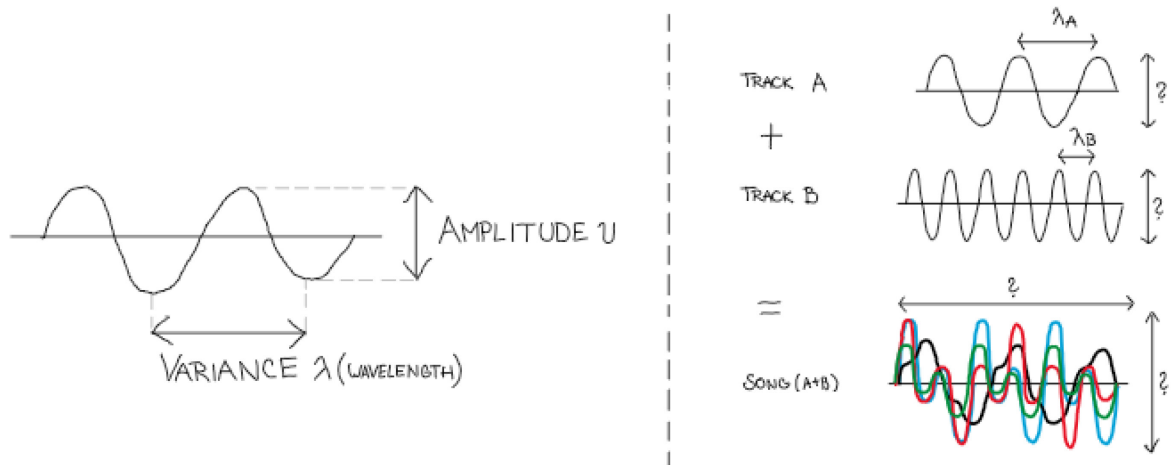 AMPLITUDE υ
VARIANCE λ (WAVELENGTH)
λA
TRACK A
?
+
λB
TRACK B
?
=
?
SONG (A+B)
?